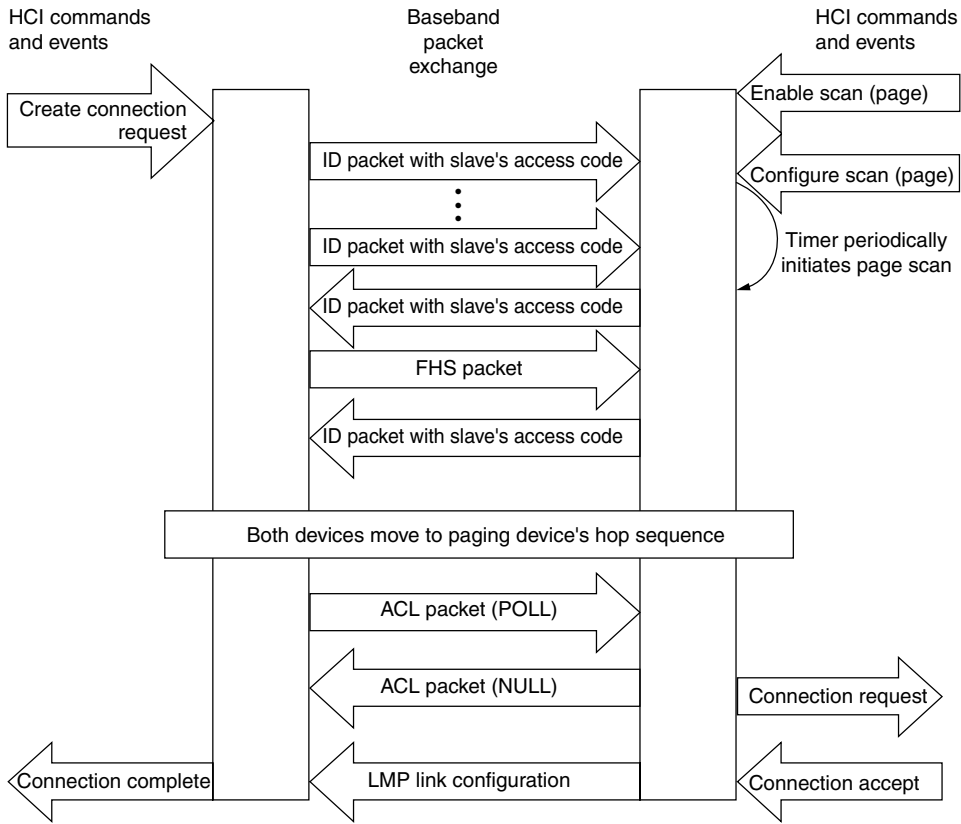 HCI commands
and events
Baseband
packet
exchange
HCI commands
and events
Create connection
request
Enable scan (page)
ID packet with slave's access code
Configure scan (page)
ID packet with slave's access code
Timer periodically
initiates page scan
ID packet with slave's access code
FHS packet
ID packet with slave's access code
Both devices move to paging device's hop sequence
ACL packet (POLL)
ACL packet (NULL)
Connection request
Connection complete
LMP link configuration
Connection accept